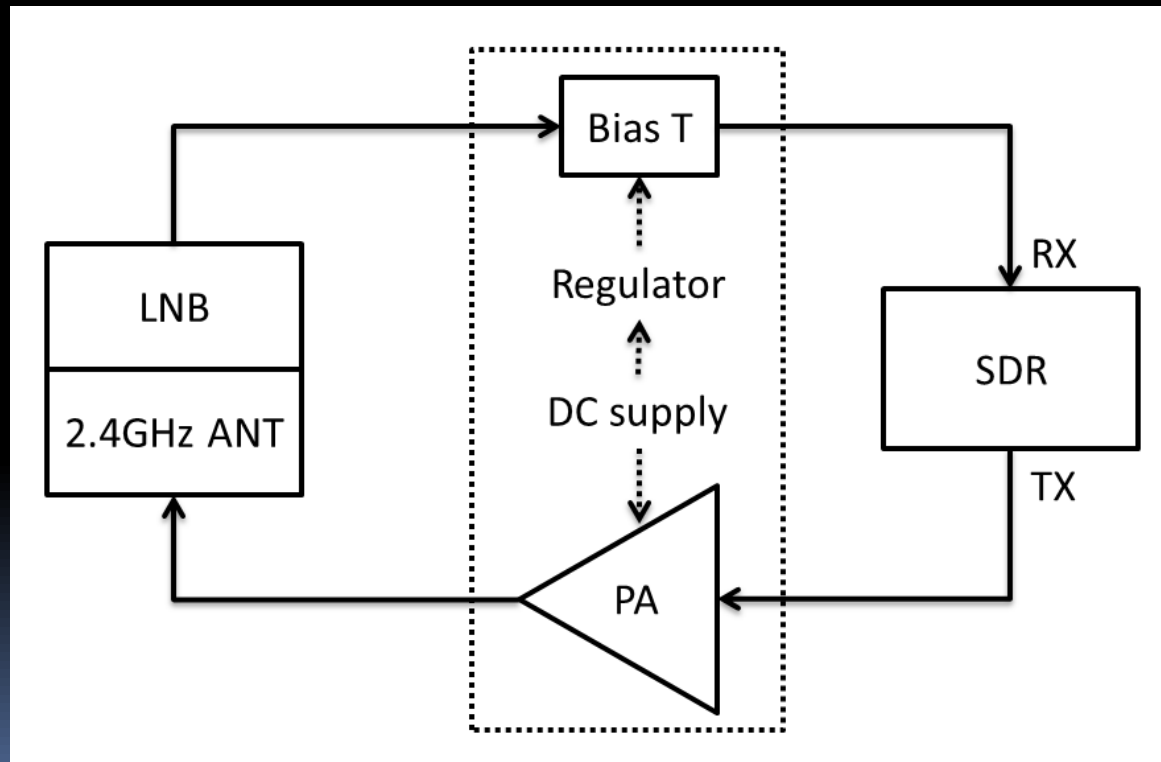 Bias T
RX
Regulator
LNB
SDR
DC supply
2.4GHz ANT
TX
PA